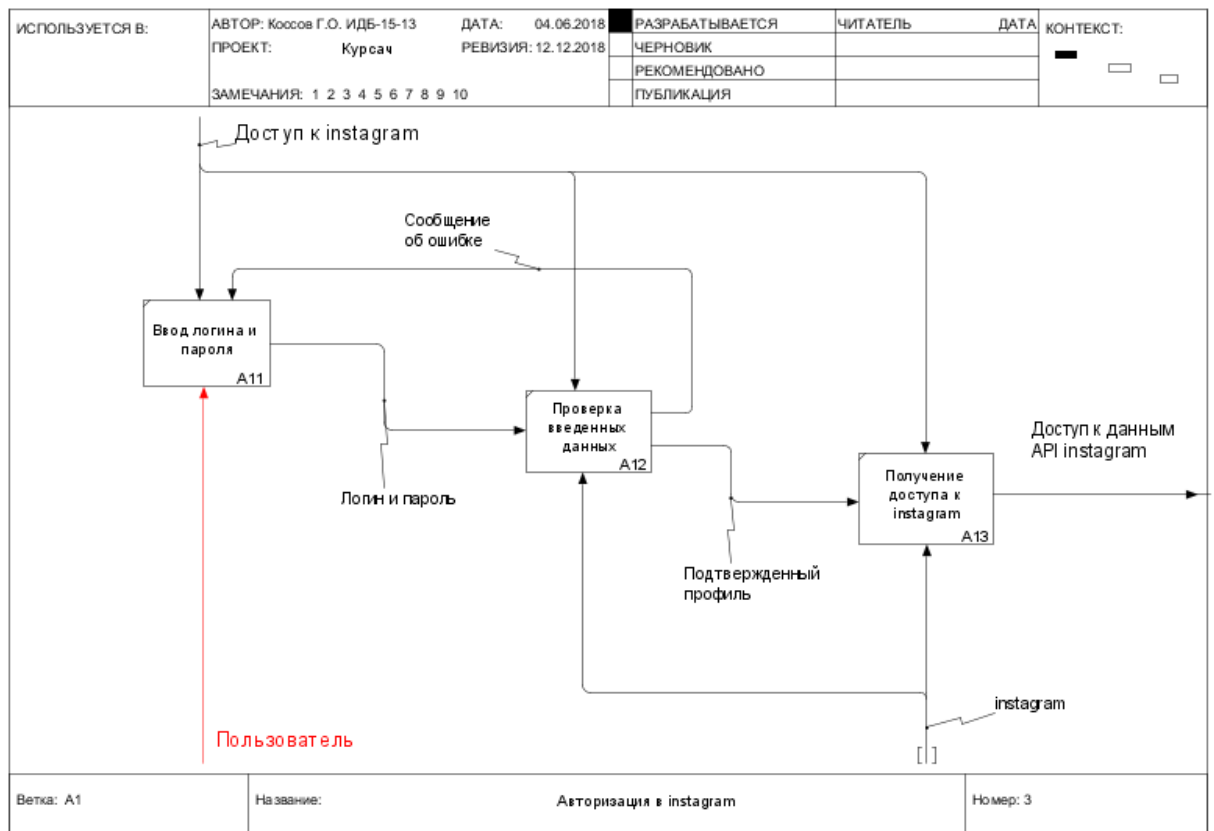 ИСПОЛЬЗУЕТСЯ В:
АВТОР: Коссов Г.О. ИДБ-15-13
ДАТА: 04.06.2018
ПРОЕКТ: Курсач
РЕВИЗИЯ: 12.12.2018
ЗАМЕЧАНИЯ: 1 2 3 4 5 6 7 8 9 10
РАЗРАБАТЫВАЕТСЯ
ЧЕРНОВИК
РЕКОМЕНДОВАНО
ПУБЛИКАЦИЯ
ЧИТАТЕЛЬ ДАТА
КОНТЕКСТ:
Доступ к instagram
Сообщение
об ошибке
Ввод логина и
пароля
A11
Проверка
введенных
данных
A12
Логин и пароль
Доступ к данным
API instagram
Получение
доступа к
instagram
A13
Подтвержденный
профиль
instagram
Пользователь
[ ]
Ветка: A1
Название:
Авторизация в instagram
Номер: 3